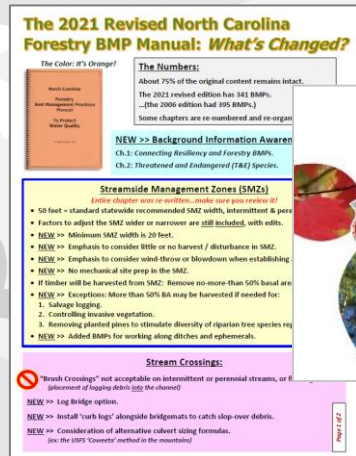 The 2021 Revised North Carolina
Forestry BMP Manual: What's Changed?
The Color: It's Orange!
North Carolina
Forestry
Best Management Practices
Manual
To Protect
Water Quality
The Numbers:
About 75% of the original content remains intact.
The 2021 revised edition has 341 BMPs.
...(the 2006 edition had 395 BMPs.)
Some chapters are re-numbered and re-organ
NEW >> Background Information Awaren
Ch.1: Connecting Resiliency and Forestry BMPs.
Ch.2: Threatened and Endangered (T&E) Species.
Streamside Management Zones (SMZs)
Entire chapter was re-written...make sure you review it!
• 50 feet = standard statewide recommended SMZ width, intermittent & pere
• Factors to adjust the SMZ wider or narrower are still included, with edits.
• NEW >> Minimum SMZ width is 20 feet.
• NEW >> Emphasis to consider little or no harvest / disturbance in SMZ.
• NEW >> Emphasis to consider wind-throw or blowdown when establishing
• NEW >> No mechanical site prep in the SMZ.
• If timber will be harvested from SMZ: Remove no-more-than 50% basal area
• NEW >> Exceptions: More than 50% BA may be harvested if needed for:
1. Salvage logging.
2. Controlling invasive vegetation.
3. Removing planted pines to stimulate diversity of riparian tree species re
• NEW >> Added BMPs for working along ditches and ephemerals.
Stream Crossings:
"Brush Crossings" not acceptable on intermittent or perennial streams, or
(placement of logging debris into the channel)
NEW >> Log Bridge option.
NEW >> Install 'curb logs' alongside bridgemats to catch slop-over debris.
NEW >> Consideration of alternative culvert sizing formulas.
(ex: the USFS 'Coweeta' method in the mountains)
Page 1 of 2